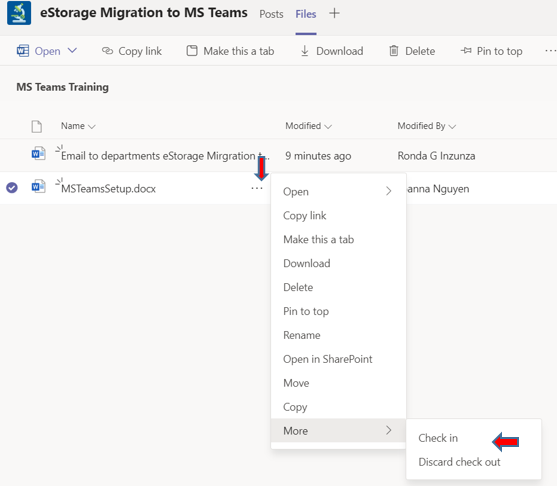 eStorage Migration to MS Teams Posts Files +
Open Copy link Make this a tab Download Delete Pin to top ...
MS Teams Training
Name Modified Modified By
Email to departments eStorage Mirgration t... 9 minutes ago Ronda G Inzunza
MSTeamsSetup.docx ... Nguyen
Open
Copy link
Make this a tab
Download
Delete
Pin to top
Rename
Open in SharePoint
Move
Copy
More
Check in
Discard check out